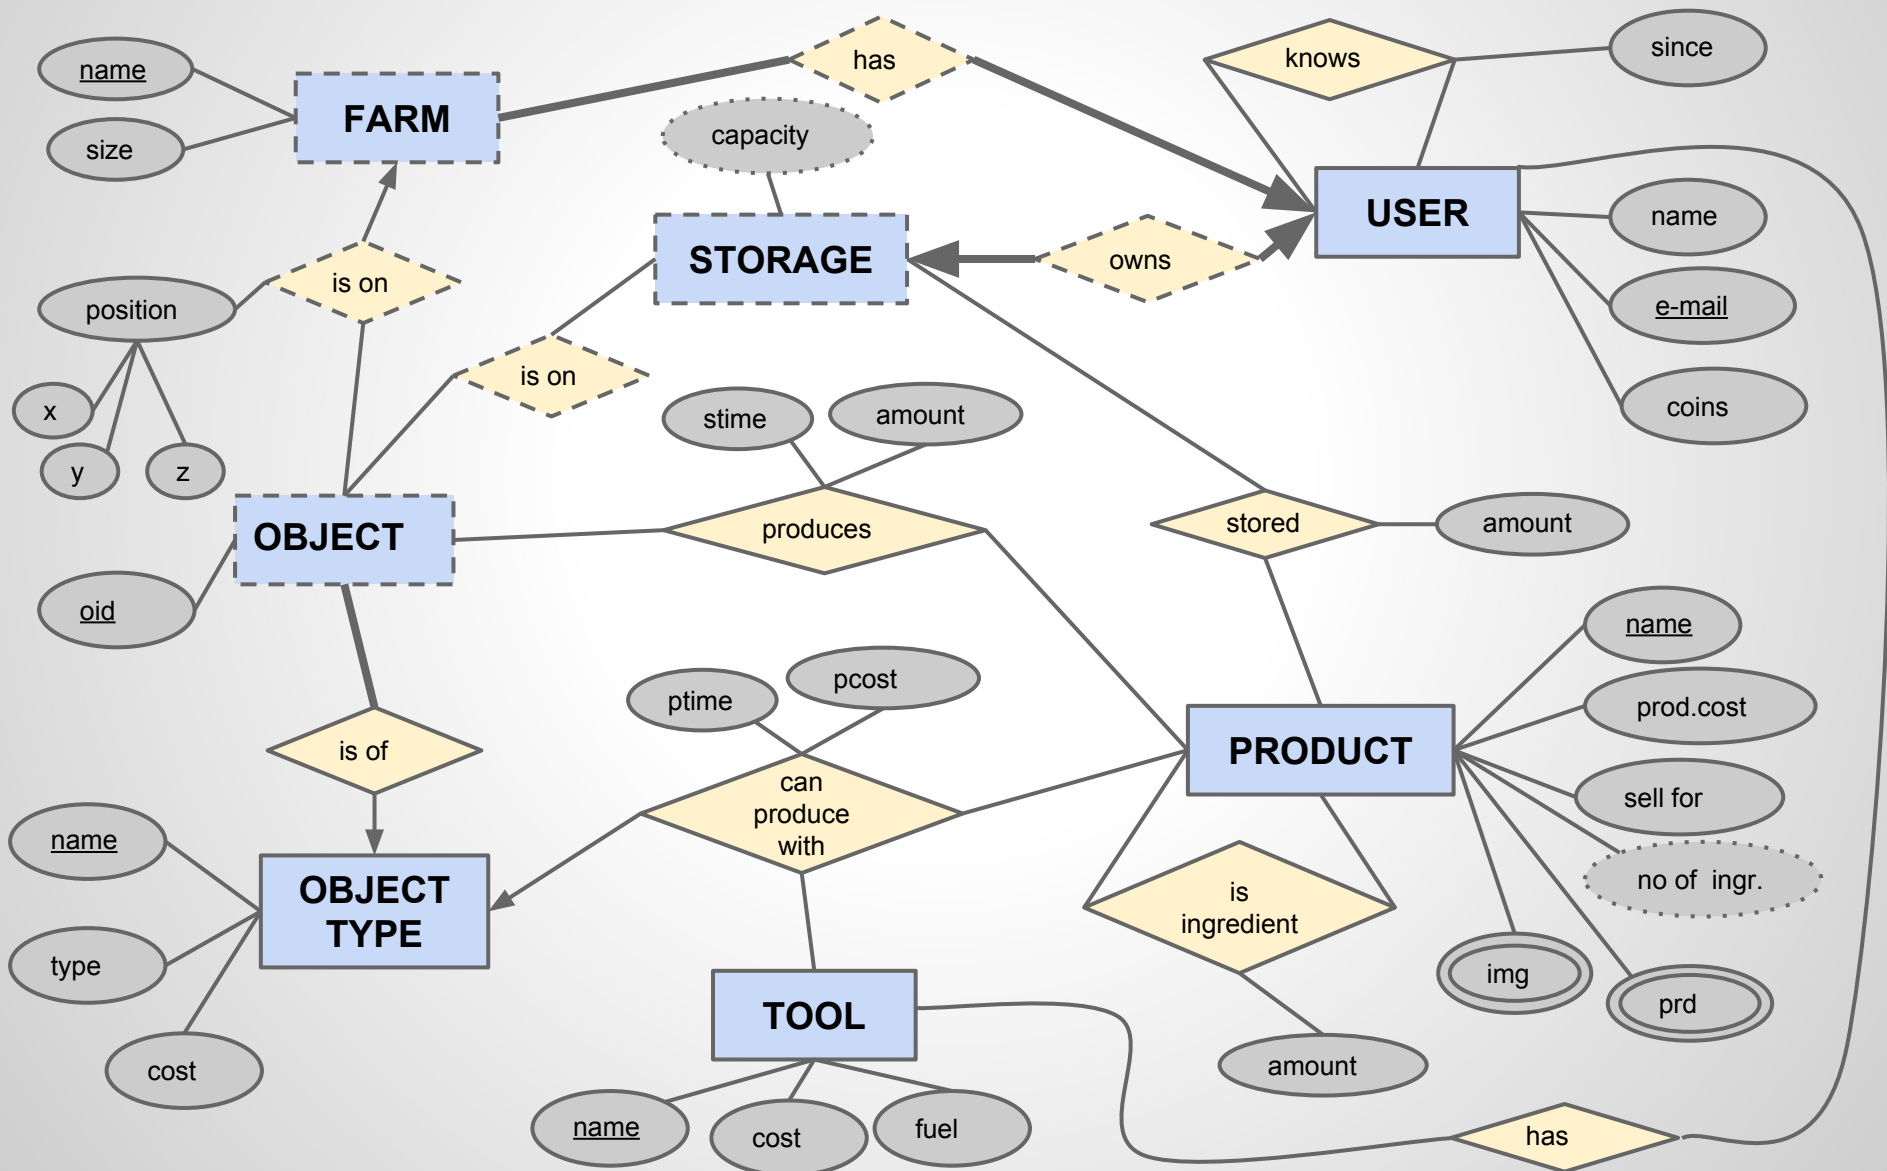 has
knows
since
name
FARM
size
capacity
USER
name
STORAGE
owns
is on
position
e-mail
is on
x
y
z
stime
amount
coins
OBJECT
produces
stored
amount
oid
name
ptime
pcost
prod.cost
is of
PRODUCT
can
produce
with
sell for
name
OBJECT
TYPE
is
ingredient
no of  ingr.
type
img
prd
TOOL
cost
amount
name
cost
fuel
has